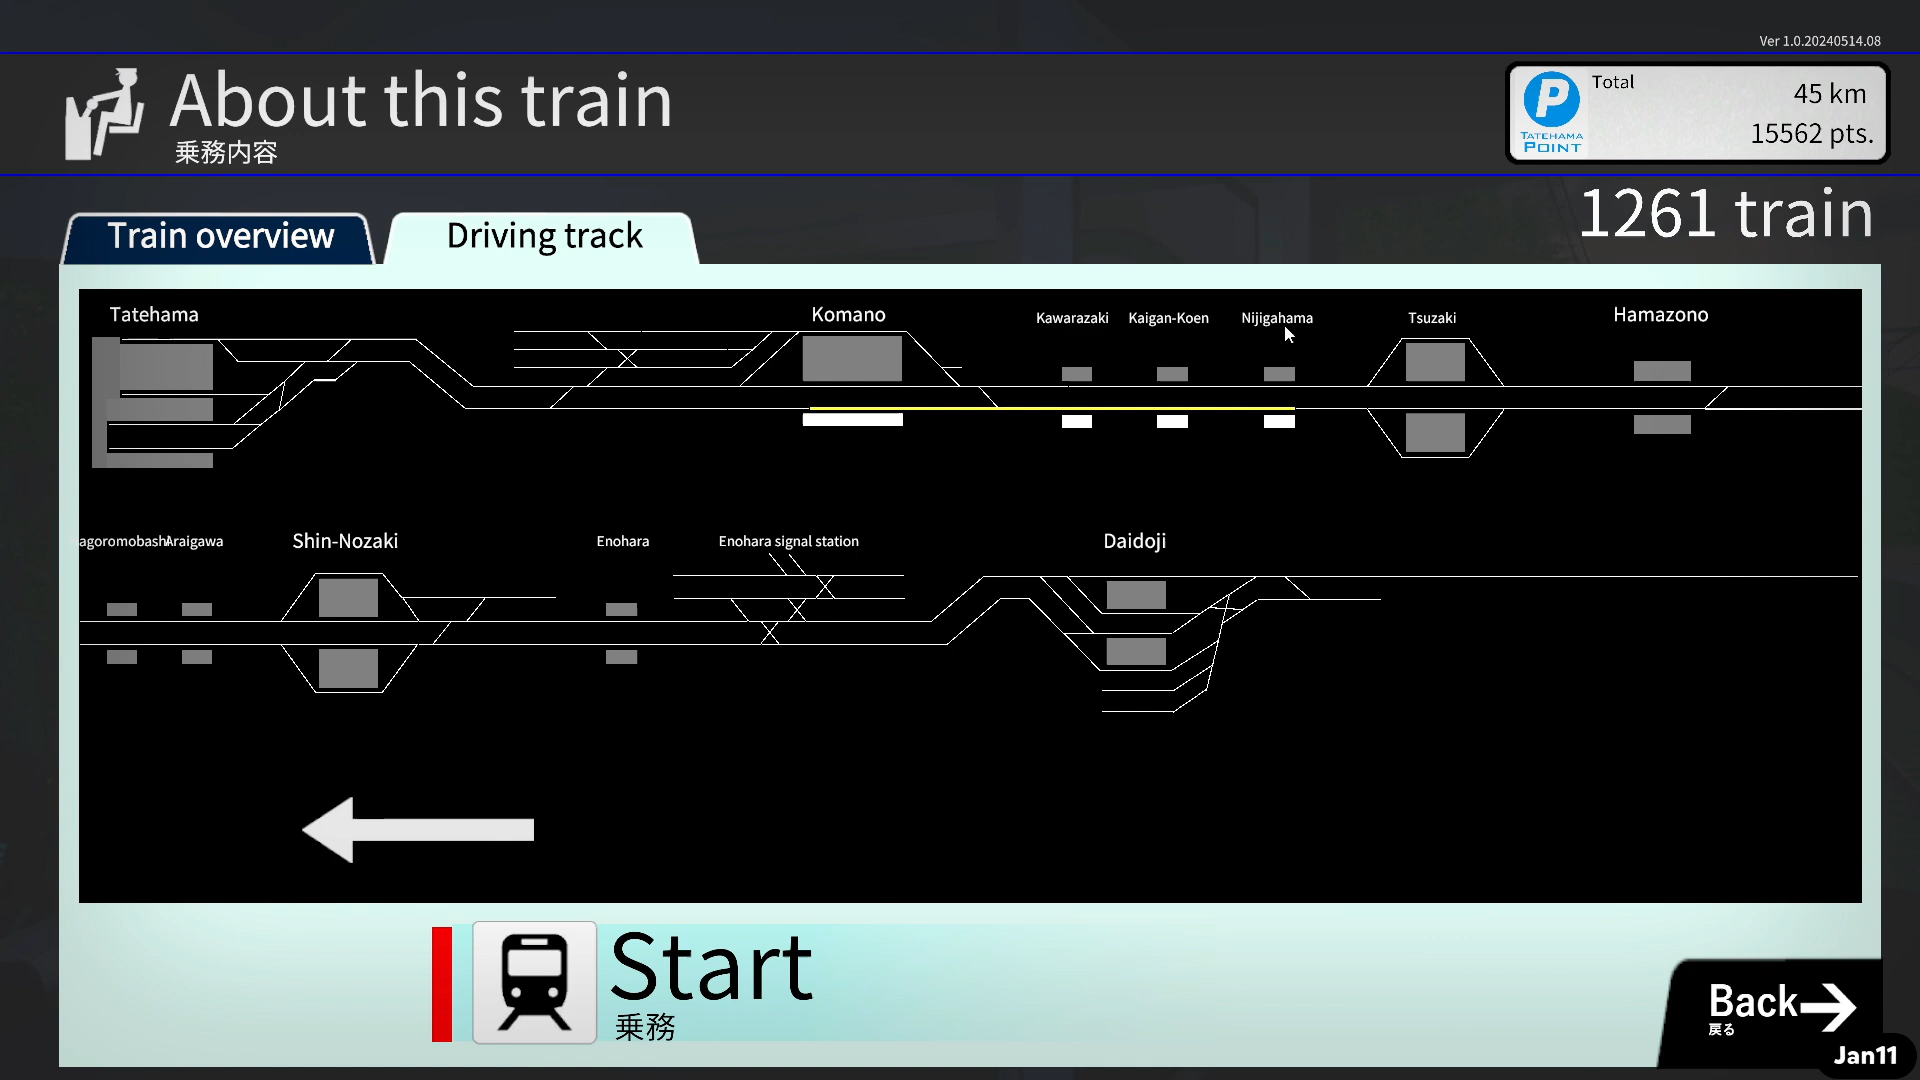 Ver 1.0.20240514.08
About this train
乗務内容
P
TATEHAMA
POINT
Total
45 km
15562 pts.
1261 train
Train overview
Driving track
Tatehama
Komano
Kawarazaki
Kaigan-Koen
Nijigahama
Tsuzaki
Hamazono
Araigawa
Shin-Nozaki
Enohara
Enohara signal station
Daidoji
Start
乗務
Back
戻る
Jan11